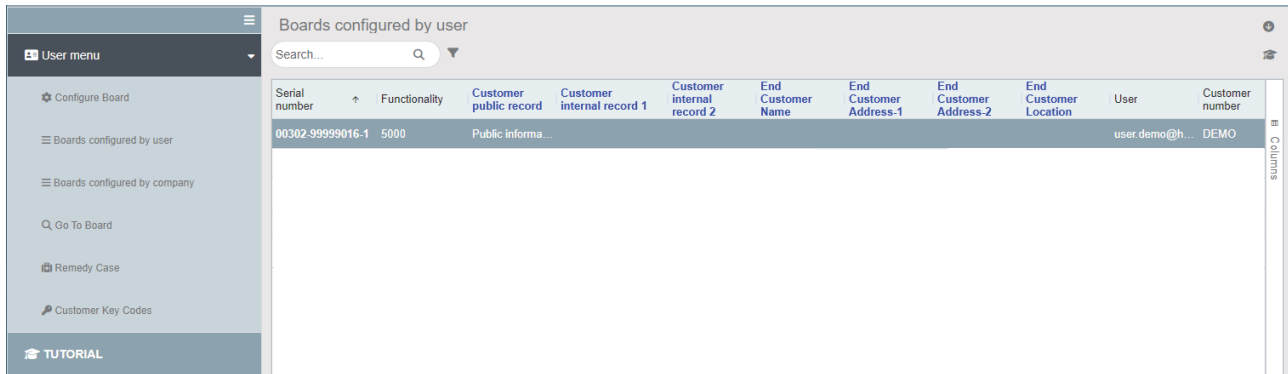 Boards configured by user
User menu
Search...
Configure Board
Boards configured by user
Boards configured by company
Go To Board
Remedy Case
Customer Key Codes
TUTORIAL
Serial number
Functionality
Customer public record
Customer internal record 1
Customer internal record 2
End Customer Name
End Customer Address-1
End Customer Address-2
End Customer Location
User
Customer number
00302-99999016-1 5000 Public informa... user.demo@h... DEMO
Columns